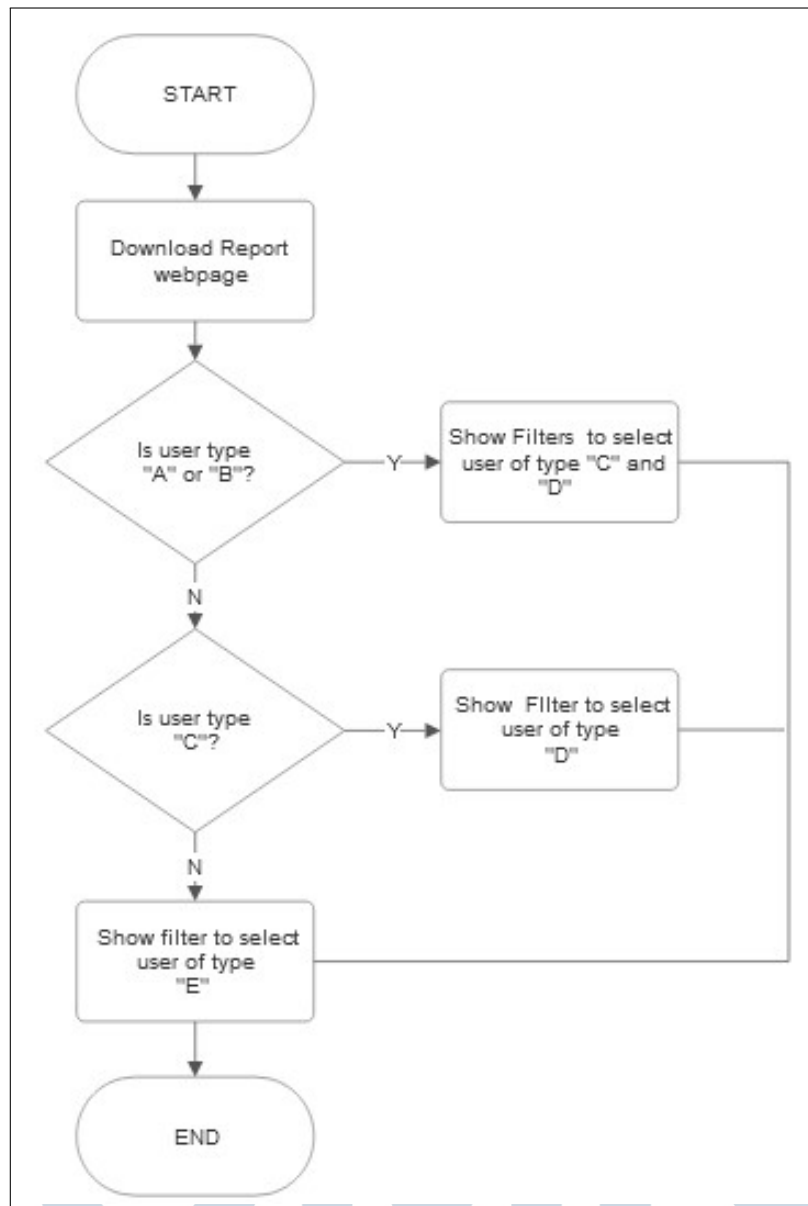 START
Download Report
webpage
Is user type
"A" or "B"?
Y
Show Filters to select
user of type "C" and
"D"
N
Is user type
"C"?
Y
Show FIlter to select
user of type
"D"
N
Show filter to select
user of type
"E"
END